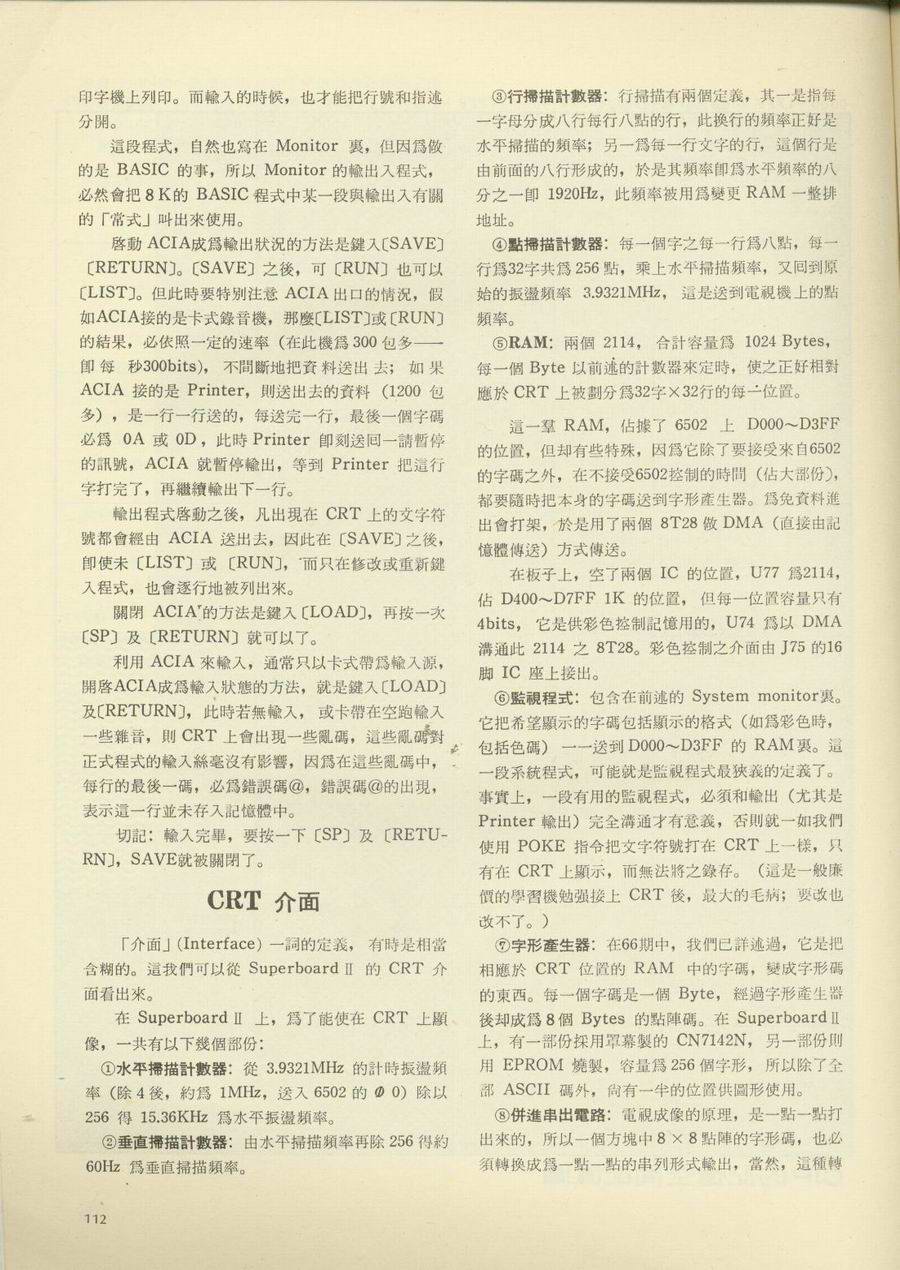 印字機上列印。而輸入的時候，也才能把行號和指述
分開。
這段程式，自然也寫在 Monitor 裏，但因爲做
的是 BASIC 的事，所以 Monitor 的輸出入程式，
必然會把 8 K的 BASIC 程式中某一段與輸出入有關
的「常式」叫出來使用。
啓動 ACIA成爲輸出狀況的方法是鍵入〔SAVE〕
〔RETURN〕。〔SAVE〕之後，可〔RUN〕也可以
〔LIST〕。但此時要特別注意 ACIA 出口的情況，假
如ACIA接的是卡式錄音機，那麼〔LIST〕或〔RUN〕
的結果，必依照一定的速率（在此機爲 300 包多——
卽 每 秒300bits)， 不間斷地把資 料送出 去； 如 果
ACIA 接的是 Printer，則送出去的資料（1200 包
多），是一行一行送的，每送完一行，最後一個字碼
必爲 0A 或 0D，此時 Printer 卽刻送回一請暫停
的訊號，ACIA 就暫停輸出，等到 Printer 把這行
字打完了，再繼續輸出下一行。
輸出程式啓動之後，凡出現在 CRT 上的文字符
號都會經由 ACIA 送出去，因此在〔SAVE〕之後，
卽使未〔LIST〕或 〔RUN〕，而只在修改或重新鍵
入程式，也會逐行地被列出來。
關閉 ACIA 的方法是鍵入〔LOAD〕，再按一次
〔SP〕及〔RETURN〕就可以了。
利用 ACIA 來輸入，通常只以卡式帶爲輸入源，
開啓ACIA成爲輸入狀態的方法，就是鍵入〔LOAD〕
及〔RETURN〕，此時若無輸入， 或卡帶在空跑輸入
一些雜音，則 CRT 上會出現一些亂碼，這些亂碼對
正式程式的輸入絲毫沒有影響，因爲在這些亂碼中，
每行的最後一碼，必爲錯誤碼@，錯誤碼@的出現，
表示這一行並未存入記憶體中。
切記：輸入完畢，要按一下〔SP〕及〔RETU-
RN〕，SAVE就被關閉了。
CRT 介面
「介面」(Interface) 一詞的定義， 有時是相當
含糊的。這我們可以從 Superboard Ⅱ 的 CRT 介
面看出來。
在 Superboard Ⅱ 上，爲了能使在 CRT 上顯
像，一共有以下幾個部份：
①水平掃描計數器：從 3.9321MHz 的計時振盪頻
率（除 4 後，約爲 1MHz，送入 6502 的 Φ 0）除以
256 得 15.36KHz 爲水平振盪頻率。
②垂直掃描計數器：由水平掃描頻率再除 256 得約
60Hz 爲垂直掃描頻率。
③行掃描計數器：行掃描有兩個定義，其一是指每
一字母分成八行每行八點的行，此換行的頻率正好是
水平掃描的頻率；另一爲每一行文字的行，這個行是
由前面的八行形成的，於是其頻率卽爲水平頻率的八
分之一卽 1920Hz，此頻率被用爲變更 RAM 一整排
地址。
④點掃描計數器：每一個字之每一行爲八點，每一
行爲32字共爲 256 點，乘上水平掃描頻率，又回到原
始的振盪頻率 3.9321MHz， 這是送到電視機上的點
頻率。
⑤RAM：兩個 2114， 合計容量爲 1024 Bytes，
每一個 Byte 以前述的計數器來定時，使之正好相對
應於 CRT 上被劃分爲32字×32行的每一位置。
這一羣 RAM，佔據了 6502 上 D000～D3FF
的位置，但却有些特殊，因爲它除了要接受來自6502
的字碼之外，在不接受6502控制的時間（佔大部份），
都要隨時把本身的字碼送到字形產生器。爲免資料進
出會打架，於是用了兩個 8T28 做 DMA（直接由記
憶體傳送）方式傳送。
在板子上，空了兩個 IC 的位置，U77 爲2114，
佔 D400～D7FF 1K 的位置， 但每一位置容量只有
4bits， 它是供彩色控制記憶用的，U74 爲以 DMA
溝通此 2114 之 8T28。彩色控制之介面由 J75 的16
脚 IC 座上接出。
⑥監視程式：包含在前述的 System monitor裏。
它把希望顯示的字碼包括顯示的格式（如爲彩色時，
包括色碼）一一送到 D000～D3FF 的 RAM裏。這
一段系統程式，可能就是監視程式最狹義的定義了。
事實上，一段有用的監視程式，必須和輸出（尤其是
Printer 輸出）完全溝通才有意義，否則就一如我們
使用 POKE 指令把文字符號打在 CRT 上一樣，只
有在 CRT 上顯示，而無法將之錄存。（這是一般廉
價的學習機勉强接上 CRT 後，最大的毛病；要改也
改不了。）
⑦字形產生器：在66期中，我們已詳述過，它是把
相應於 CRT 位置的 RAM 中的字碼，變成字形碼
的東西。每一個字碼是一個 Byte， 經過字形產生器
後却成爲 8 個 Bytes 的點陣碼。在 Superboard Ⅱ
上，有一部份採用罩幕製的 CN7142N，另一部份則
用 EPROM 燒製，容量爲 256 個字形， 所以除了全
部 ASCII 碼外，尙有一半的位置供圖形使用。
⑧併進串出電路：電視成像的原理，是一點一點打
出來的，所以一個方塊中 8 × 8 點陣的字形碼，也必
須轉換成爲一點一點的串列形式輸出，當然，這種轉
112